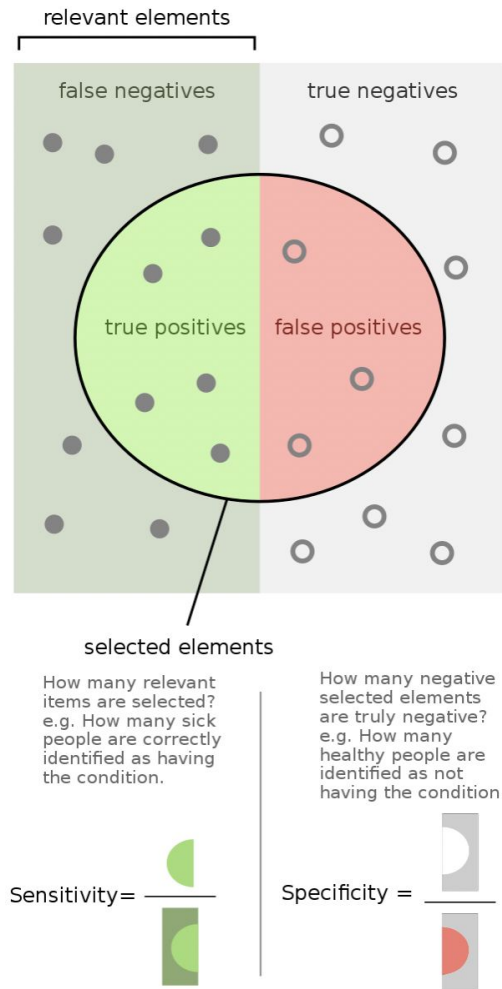 relevant elements
false negatives
true negatives
true positives
false positives
selected elements
How many relevant
items are selected?
e.g. How many sick
people are correctly
identified as having
the condition.
How many negative
selected elements
are truly negative?
e.g. How many
healthy people are
identified as not
having the condition
Sensitivity=
Specificity =